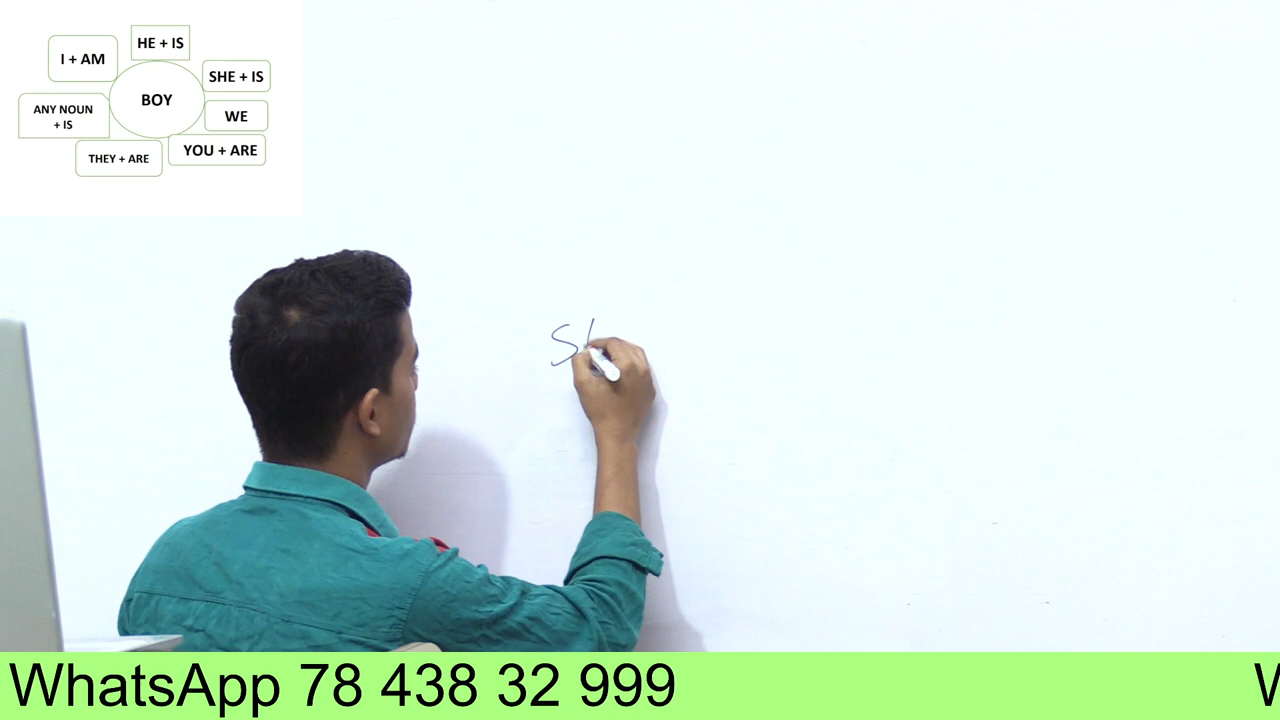 HE + IS
I + AM
SHE + IS
BOY
ANY NOUN
+ IS
WE
YOU + ARE
THEY + ARE
S
WhatsApp 78 438 32 999
W